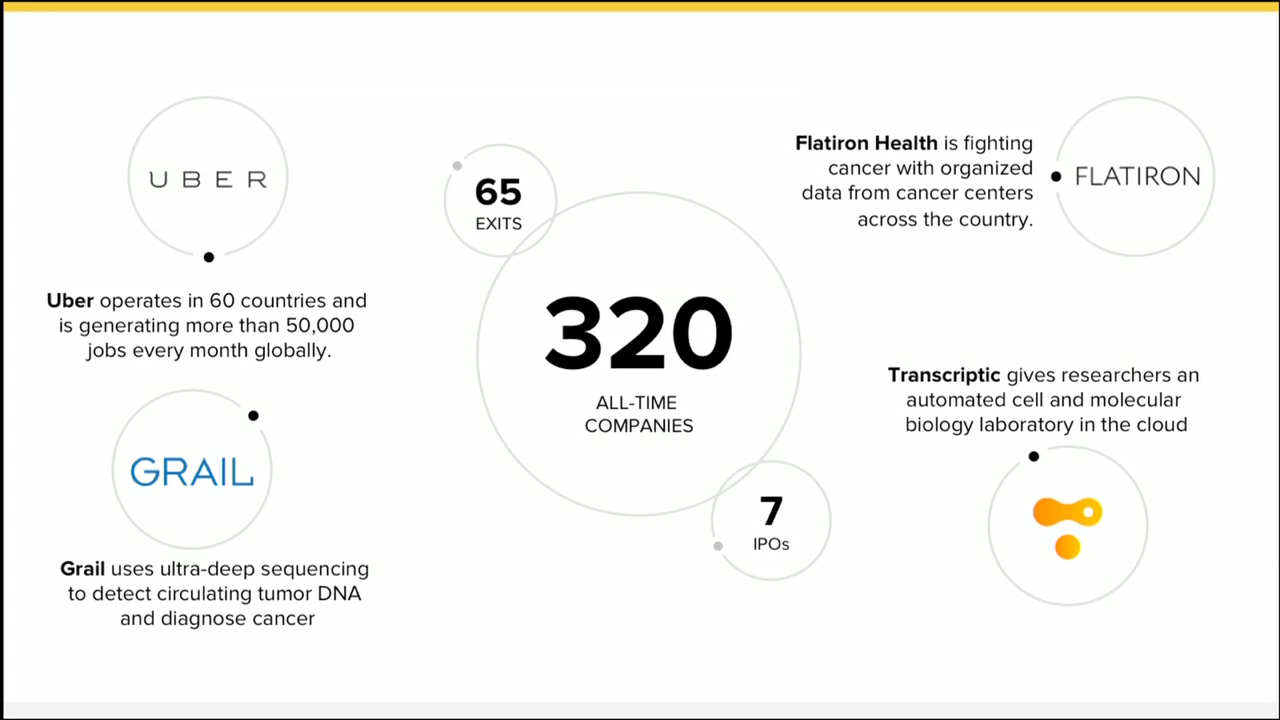 UBER
Uber operates in 60 countries and
is generating more than 50,000
jobs every month globally.
GRAIL
Grail uses ultra-deep sequencing
to detect circulating tumor DNA
and diagnose cancer
65
EXITS
320
ALL-TIME
COMPANIES
7
IPOs
Flatiron Health is fighting
cancer with organized
data from cancer centers
across the country.
FLATIRON
Transcriptic gives researchers an
automated cell and molecular
biology laboratory in the cloud